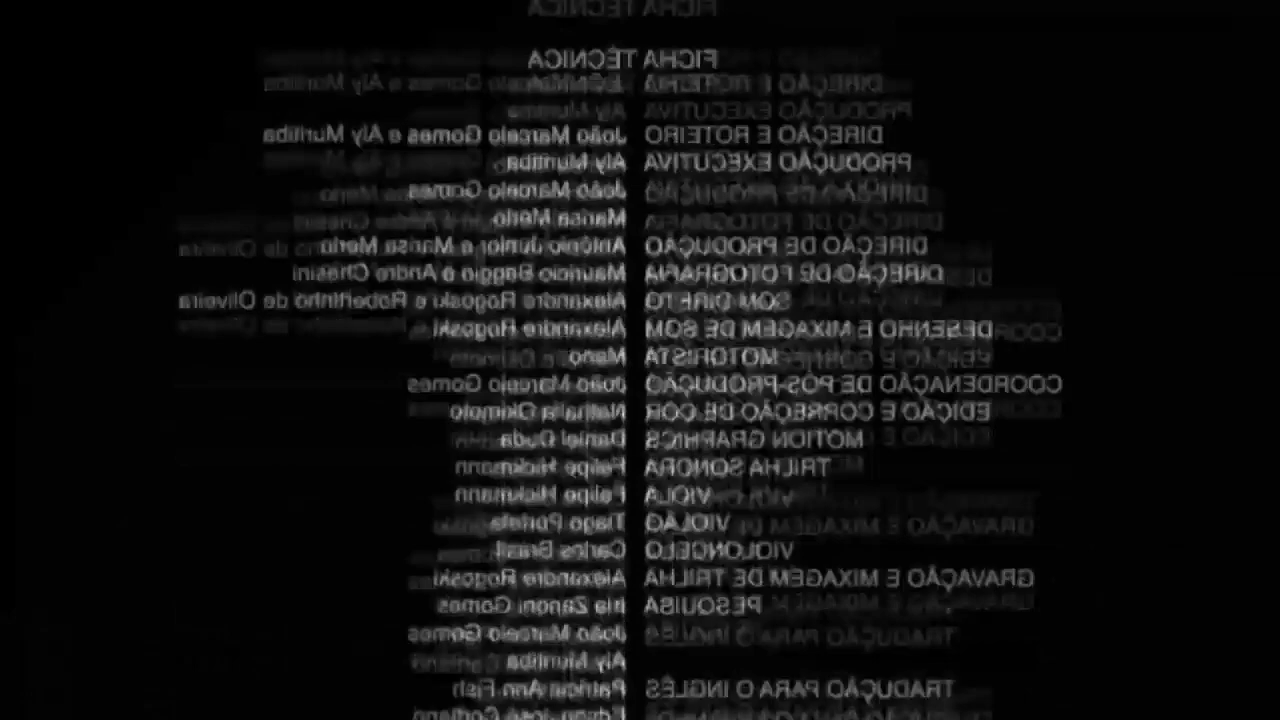 FICHA TÉCNICA
DIREÇÃO E ROTEIRO João Marcelo Gomes e Aly Muritiba
PRODUÇÃO EXECUTIVA Aly Muritiba
João Marcelo Gomes
Marisa Merlo
DIREÇÃO DE PRODUÇÃO Antônio Junior e Marisa Merlo
DIREÇÃO DE FOTOGRAFIA Mauricio Baggio e Andre Chesini
SOM DIRETO Alexandre Rogoski e Robertinho de Oliveira
DESENHO E MIXAGEM DE SOM Alexandre Rogoski
MOTORISTA Mano
COORDENAÇÃO DE PÓS-PRODUÇÃO João Marcelo Gomes
EDIÇÃO E CORREÇÃO DE COR Nathalia Okimoto
MOTION GRAPHICS Daniel Duda
TRILHA SONORA Felipe Hickmann
VIOLA Felipe Hickmann
VIOLÃO Tiago Portela
VIOLONCELO Carlos Brasil
GRAVAÇÃO E MIXAGEM DE TRILHA Alexandre Rogoski
PESQUISA Iria Zanoni Gomes
João Marcelo Gomes
Aly Muritiba
TRADUÇÃO PARA O INGLÊS Patricia Ann Fish
José